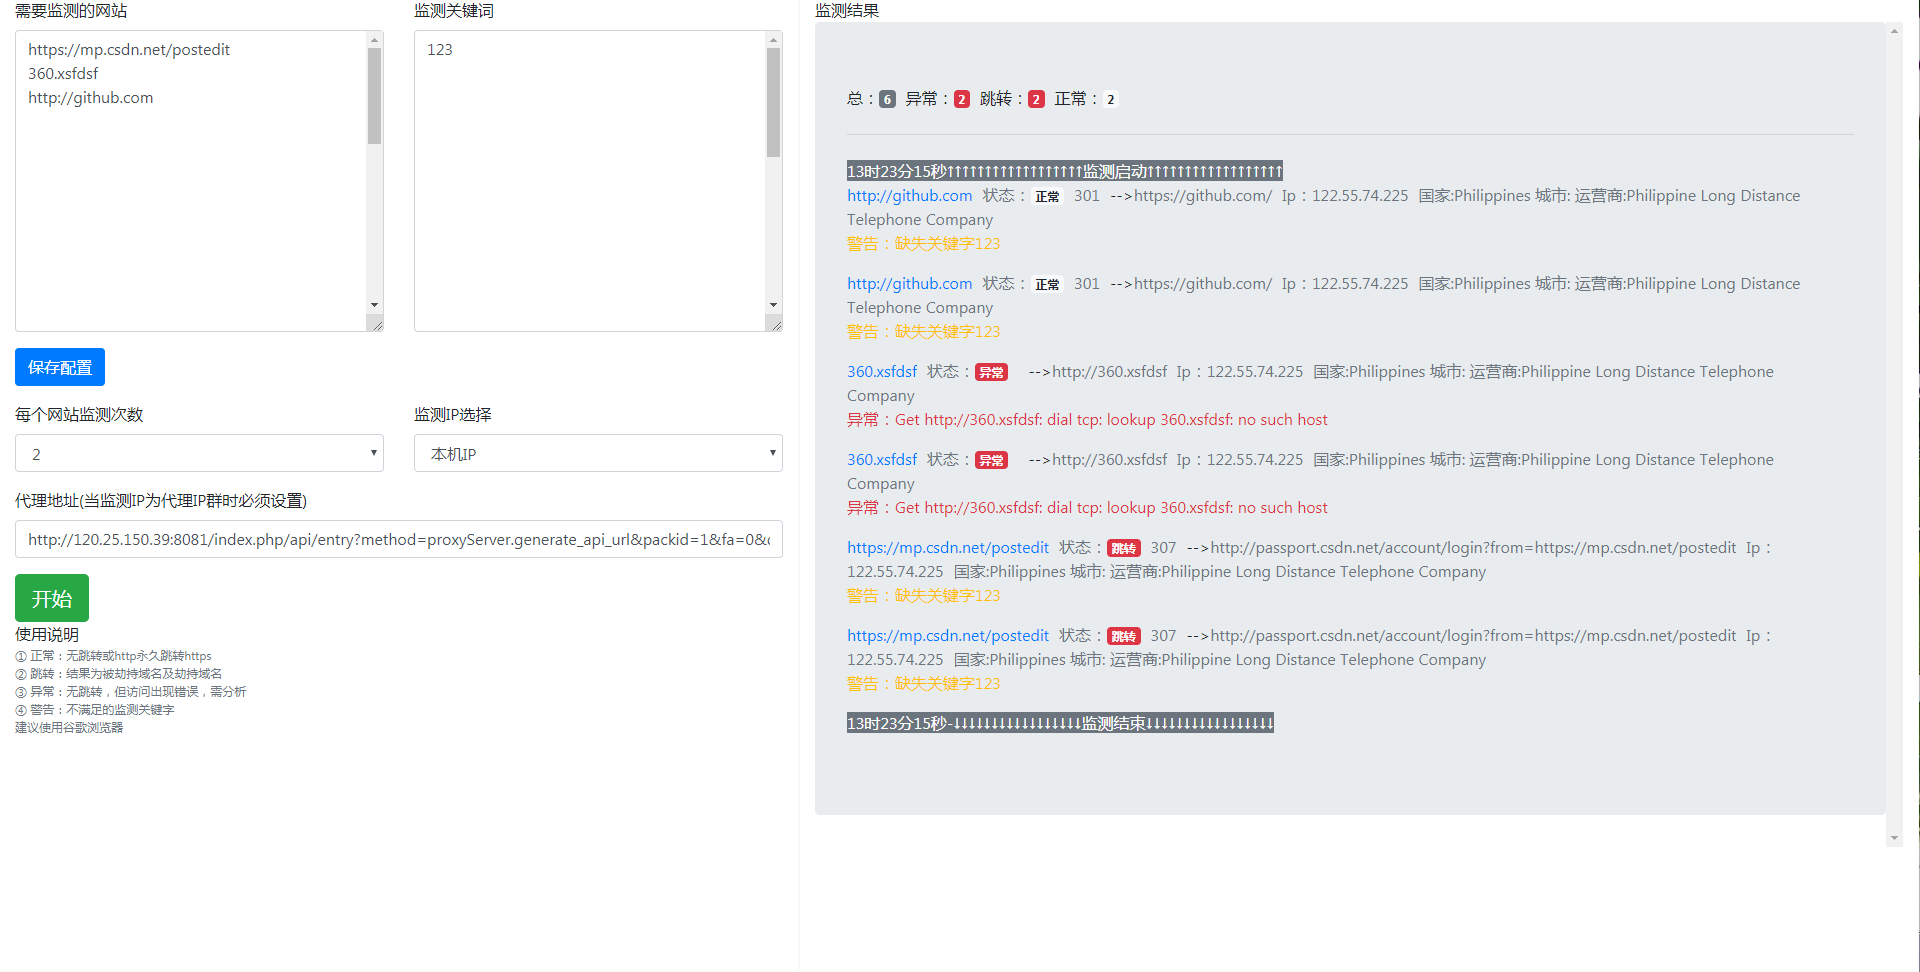 需要监测的网站
https://mp.csdn.net/postedit
360.xsfdsf
http://github.com
监测关键词
123
保存配置
每个网站监测次数
2
监测IP选择
本机IP
代理地址(当监测IP为代理IP群时必须设置)
http://120.25.150.39:8081/index.php/api/entry?method=proxyServer.generate_api_url&packid=1&fa=0&
开始
使用说明
① 正常：无跳转或http永久跳转https
② 跳转：结果为被劫持域名及劫持域名
③ 异常：无跳转，但访问出现错误，需分析
④ 警告：不满足的监测关键字
建议使用谷歌浏览器
监测结果
总：6 异常：2 跳转：2 正常：2
13时23分15秒↑↑↑↑↑↑↑↑↑↑↑↑↑↑↑↑↑↑监测启动↑↑↑↑↑↑↑↑↑↑↑↑↑↑↑↑↑↑
http://github.com 状态：正常 301 -->https://github.com/ Ip：122.55.74.225 国家:Philippines 城市: 运营商:Philippine Long Distance
Telephone Company
警告：缺失关键字123
http://github.com 状态：正常 301 -->https://github.com/ Ip：122.55.74.225 国家:Philippines 城市: 运营商:Philippine Long Distance
Telephone Company
警告：缺失关键字123
360.xsfdsf 状态：异常 -->http://360.xsfdsf Ip：122.55.74.225 国家:Philippines 城市: 运营商:Philippine Long Distance Telephone
Company
异常：Get http://360.xsfdsf: dial tcp: lookup 360.xsfdsf: no such host
360.xsfdsf 状态：异常 -->http://360.xsfdsf Ip：122.55.74.225 国家:Philippines 城市: 运营商:Philippine Long Distance Telephone
Company
异常：Get http://360.xsfdsf: dial tcp: lookup 360.xsfdsf: no such host
https://mp.csdn.net/postedit 状态：跳转 307 -->http://passport.csdn.net/account/login?from=https://mp.csdn.net/postedit Ip：
122.55.74.225 国家:Philippines 城市: 运营商:Philippine Long Distance Telephone Company
警告：缺失关键字123
https://mp.csdn.net/postedit 状态：跳转 307 -->http://passport.csdn.net/account/login?from=https://mp.csdn.net/postedit Ip：
122.55.74.225 国家:Philippines 城市: 运营商:Philippine Long Distance Telephone Company
警告：缺失关键字123
13时23分15秒-↓↓↓↓↓↓↓↓↓↓↓↓↓↓↓↓↓监测结束↓↓↓↓↓↓↓↓↓↓↓↓↓↓↓↓↓